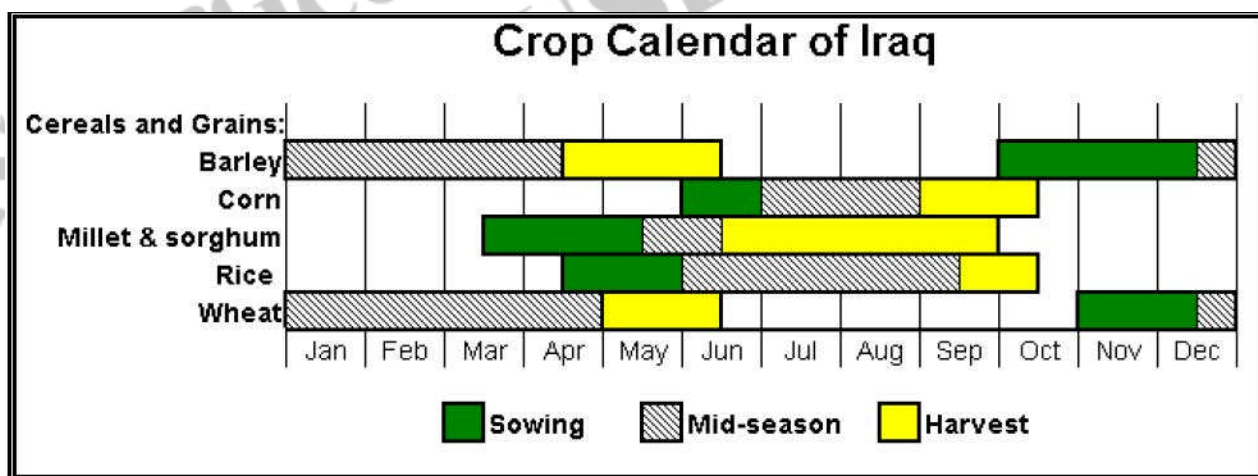 Crop Calendar of Iraq
Cereals and Grains:
Barley
Corn
Millet & sorghum
Rice
Wheat
Jan Feb Mar Apr May Jun Jul Aug Sep Oct Nov Dec
Sowing Mid-season Harvest